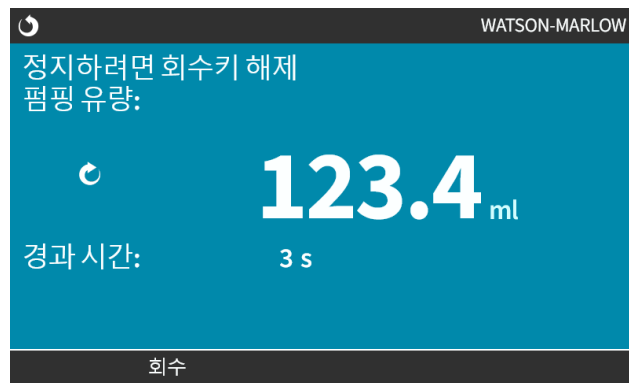 WATSON-MARLOW
정지하려면 회수키 해제
펌핑 유량:
123.4 ml
경과 시간: 3 s
회수